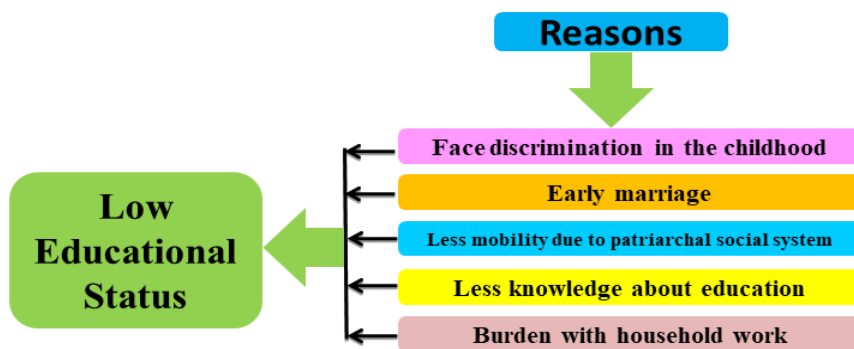 Reasons
Face discrimination in the childhood
Early marriage
Less mobility due to patriarchal social system
Less knowledge about education
Burden with household work
Low
Educational
Status